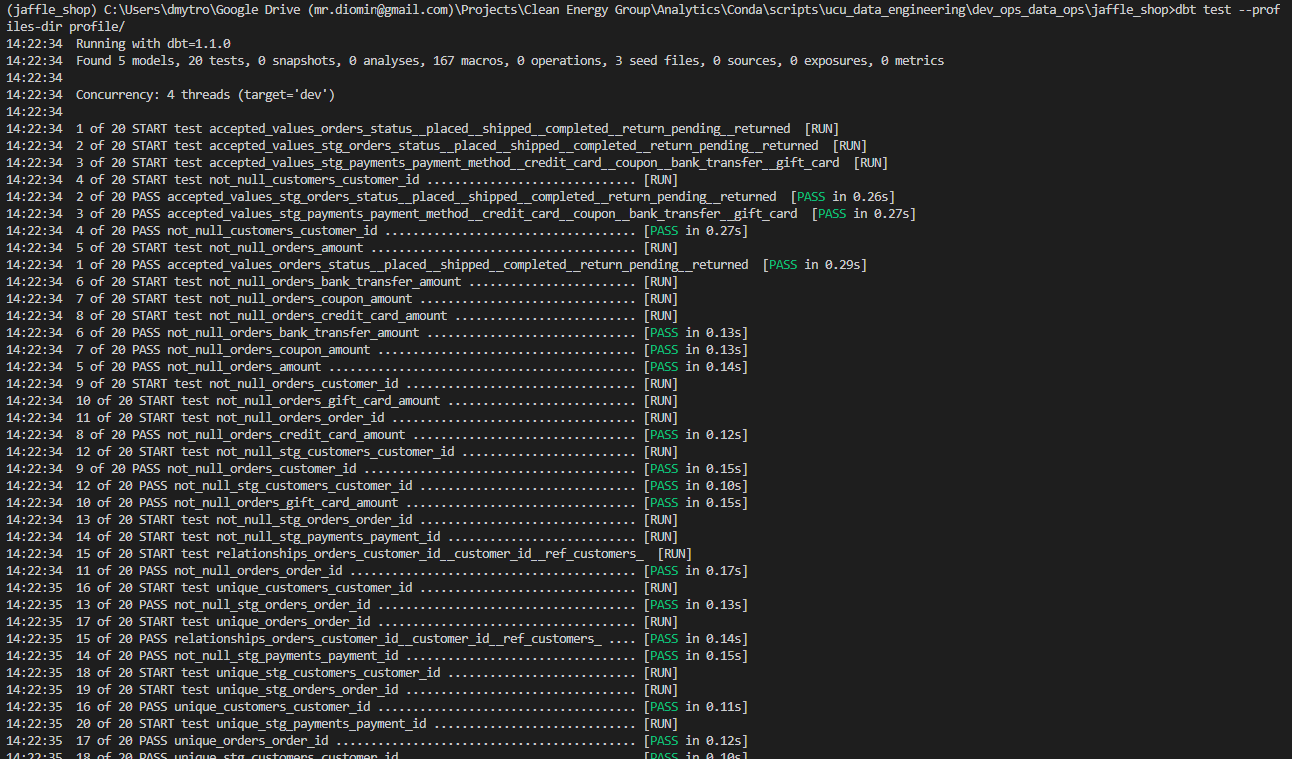 (jaffle_shop) C:\Users\dmytro\Google Drive (mr.diomin@gmail.com)\Projects\Clean Energy Group\Analytics\Conda\scripts\ucu_data_engineering\dev_ops_data_ops\jaffle_shop>dbt test --prof
iles-dir profile/
14:22:34  Running with dbt=1.1.0
14:22:34  Found 5 models, 20 tests, 0 snapshots, 0 analyses, 167 macros, 0 operations, 3 seed files, 0 sources, 0 exposures, 0 metrics
14:22:34
14:22:34  Concurrency: 4 threads (target='dev')
14:22:34
14:22:34  1 of 20 START test accepted_values_orders_status__placed__shipped__completed__return_pending__returned  [RUN]
14:22:34  2 of 20 START test accepted_values_stg_orders_status__placed__shipped__completed__return_pending__returned  [RUN]
14:22:34  3 of 20 START test accepted_values_stg_payments_payment_method__credit_card__coupon__bank_transfer__gift_card  [RUN]
14:22:34  4 of 20 START test not_null_customers_customer_id .............................. [RUN]
14:22:34  2 of 20 PASS accepted_values_stg_orders_status__placed__shipped__completed__return_pending__returned  [PASS in 0.26s]
14:22:34  3 of 20 PASS accepted_values_stg_payments_payment_method__credit_card__coupon__bank_transfer__gift_card  [PASS in 0.27s]
14:22:34  4 of 20 PASS not_null_customers_customer_id .................................... [PASS in 0.27s]
14:22:34  5 of 20 START test not_null_orders_amount ...................................... [RUN]
14:22:34  1 of 20 PASS accepted_values_orders_status__placed__shipped__completed__return_pending__returned  [PASS in 0.29s]
14:22:34  6 of 20 START test not_null_orders_bank_transfer_amount ........................ [RUN]
14:22:34  7 of 20 START test not_null_orders_coupon_amount ............................... [RUN]
14:22:34  8 of 20 START test not_null_orders_credit_card_amount .......................... [RUN]
14:22:34  6 of 20 PASS not_null_orders_bank_transfer_amount .............................. [PASS in 0.13s]
14:22:34  7 of 20 PASS not_null_orders_coupon_amount ..................................... [PASS in 0.13s]
14:22:34  5 of 20 PASS not_null_orders_amount ............................................ [PASS in 0.14s]
14:22:34  9 of 20 START test not_null_orders_customer_id ................................. [RUN]
14:22:34  10 of 20 START test not_null_orders_gift_card_amount ........................... [RUN]
14:22:34  11 of 20 START test not_null_orders_order_id ................................... [RUN]
14:22:34  8 of 20 PASS not_null_orders_credit_card_amount ................................ [PASS in 0.12s]
14:22:34  12 of 20 START test not_null_stg_customers_customer_id ......................... [RUN]
14:22:34  9 of 20 PASS not_null_orders_customer_id ....................................... [PASS in 0.15s]
14:22:34  12 of 20 PASS not_null_stg_customers_customer_id ............................... [PASS in 0.10s]
14:22:34  10 of 20 PASS not_null_orders_gift_card_amount ................................. [PASS in 0.15s]
14:22:34  13 of 20 START test not_null_stg_orders_order_id ............................... [RUN]
14:22:34  14 of 20 START test not_null_stg_payments_payment_id ........................... [RUN]
14:22:34  15 of 20 START test relationships_orders_customer_id__customer_id__ref_customers_  [RUN]
14:22:34  11 of 20 PASS not_null_orders_order_id ......................................... [PASS in 0.17s]
14:22:35  16 of 20 START test unique_customers_customer_id ............................... [RUN]
14:22:35  13 of 20 PASS not_null_stg_orders_order_id ..................................... [PASS in 0.13s]
14:22:35  17 of 20 START test unique_orders_order_id ..................................... [RUN]
14:22:35  15 of 20 PASS relationships_orders_customer_id__customer_id__ref_customers_ .... [PASS in 0.14s]
14:22:35  14 of 20 PASS not_null_stg_payments_payment_id ................................. [PASS in 0.15s]
14:22:35  18 of 20 START test unique_stg_customers_customer_id ........................... [RUN]
14:22:35  19 of 20 START test unique_stg_orders_order_id ................................. [RUN]
14:22:35  16 of 20 PASS unique_customers_customer_id ..................................... [PASS in 0.11s]
14:22:35  20 of 20 START test unique_stg_payments_payment_id ............................. [RUN]
14:22:35  17 of 20 PASS unique_orders_order_id ........................................... [PASS in 0.12s]
14:22:35  18 of 20 PASS unique_stg_customers_customer_id ................................. [PASS in 0.10s]